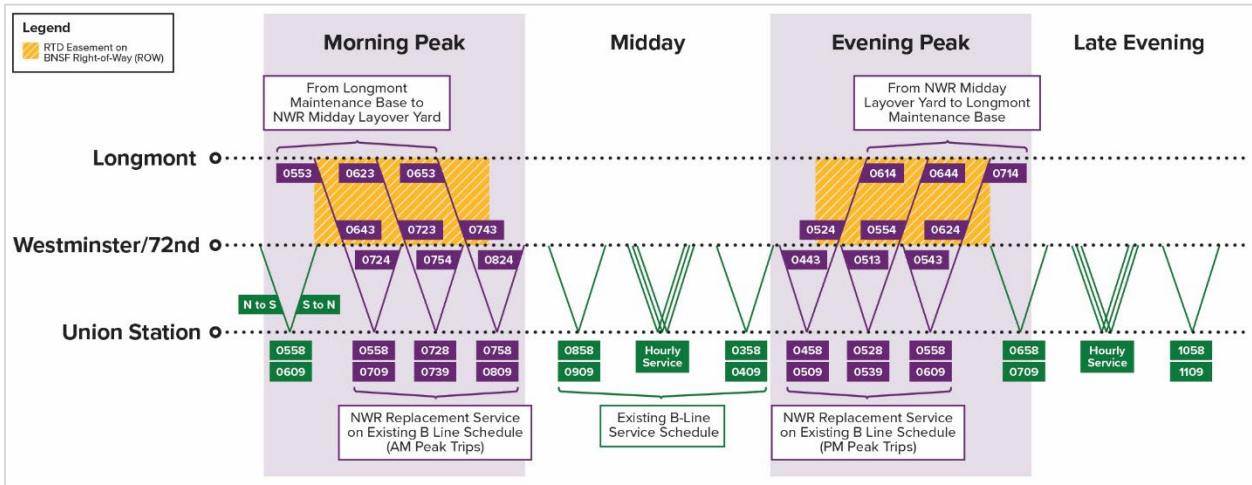 Legend
RTD Easement on
BNSF Right-of-Way (ROW)
Morning Peak
Midday
Evening Peak
Late Evening
From Longmont
Maintenance Base to
NWR Midday Layover Yard
From NWR Midday
Layover Yard to Longmont
Maintenance Base
Longmont
0553 0623 0653 0614 0644 0714
0643 0723 0743 0524 0554 0624
Westminster/72nd
0724 0754 0824 0443 0513 0543
N to S S to N
Union Station
0558 0558 0728 0758 0858 Hourly 0358 0458 0528 0558 0658 Hourly 1058
0609 0709 0739 0809 0909 Service 0409 0509 0539 0609 0709 Service 1109
NWR Replacement Service
on Existing B Line Schedule
(AM Peak Trips)
Existing B-Line
Service Schedule
NWR Replacement Service
on Existing B Line Schedule
(PM Peak Trips)